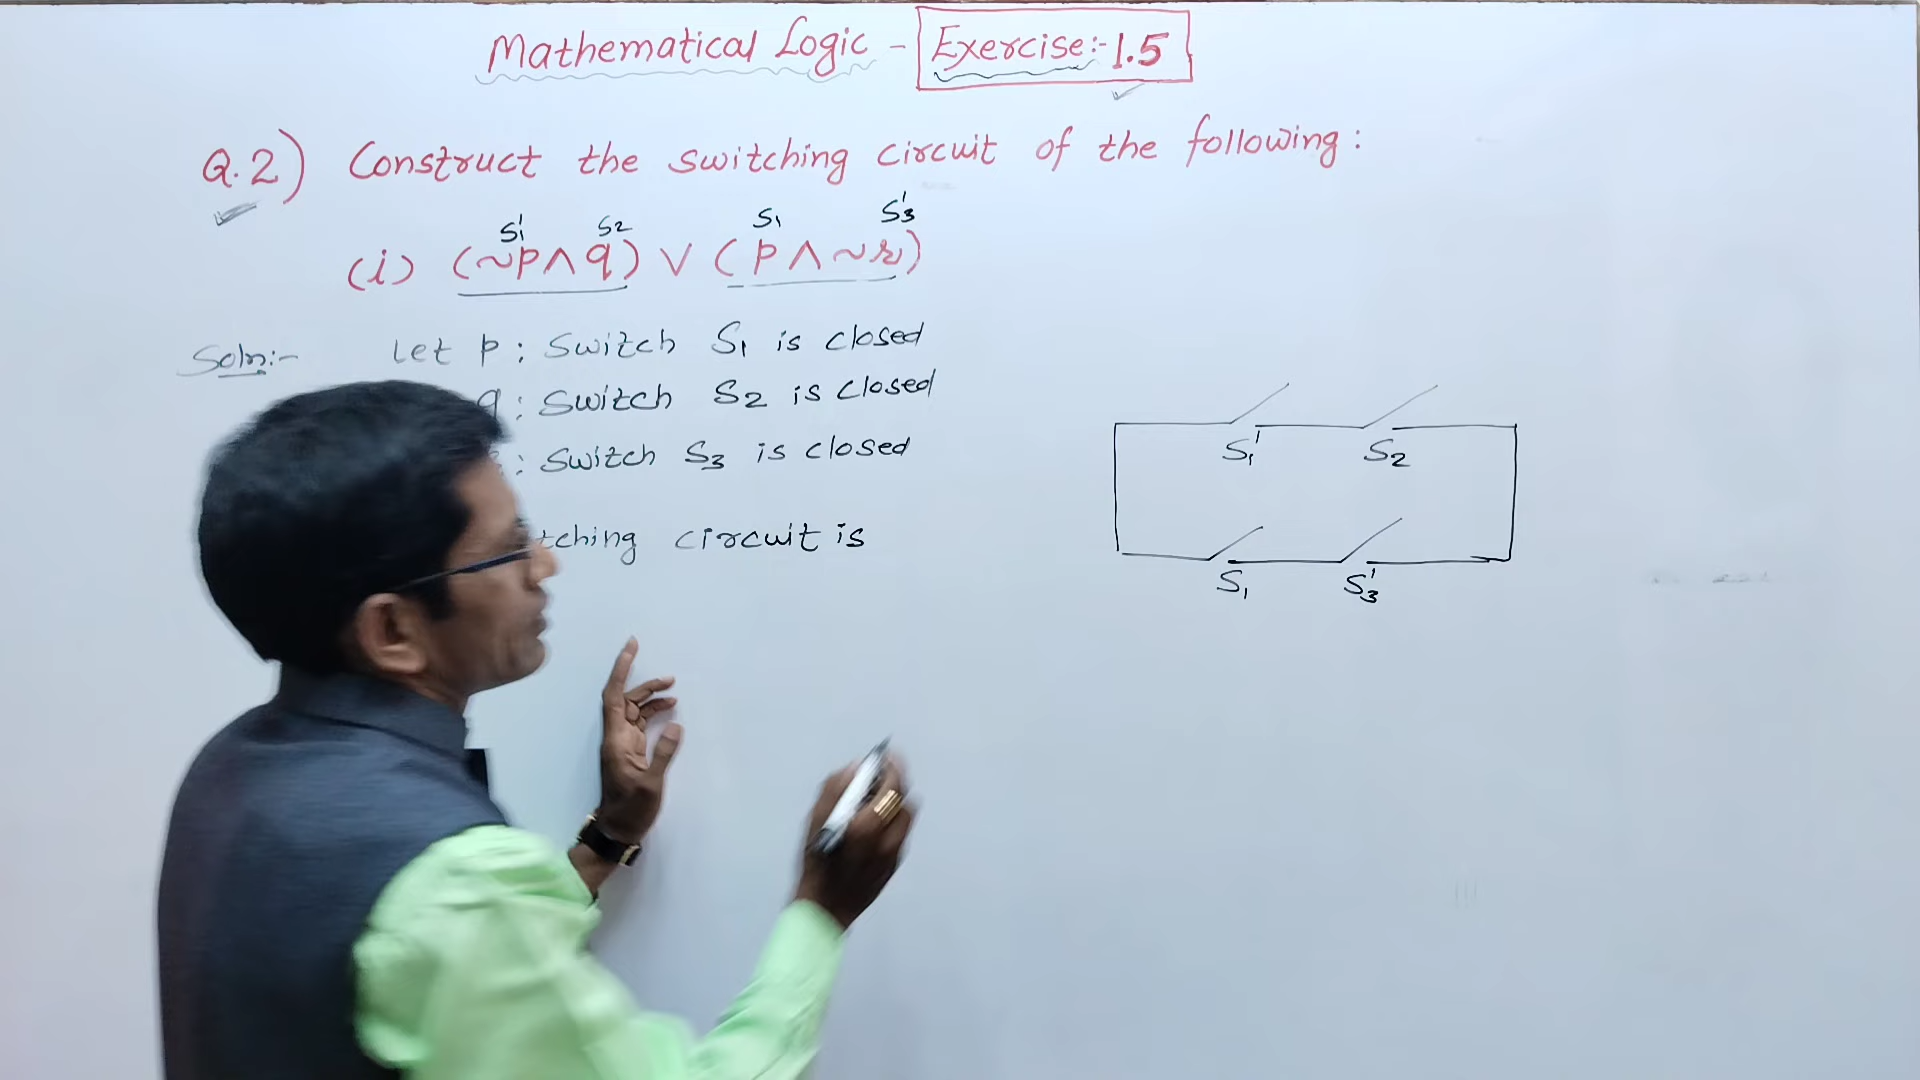 Mathematical Logic - Exercise:- 1.5
Q.2) Construct the switching circuit of the following:
S₁' S₂ S₁ S₃'
(i) (~p∧q) ∨ (p∧~r)
Soln:- Let p : Switch S₁ is closed
q : Switch S₂ is closed
: Switch S₃ is closed
tching circuit is
S₁' S₂
S₁ S₃'